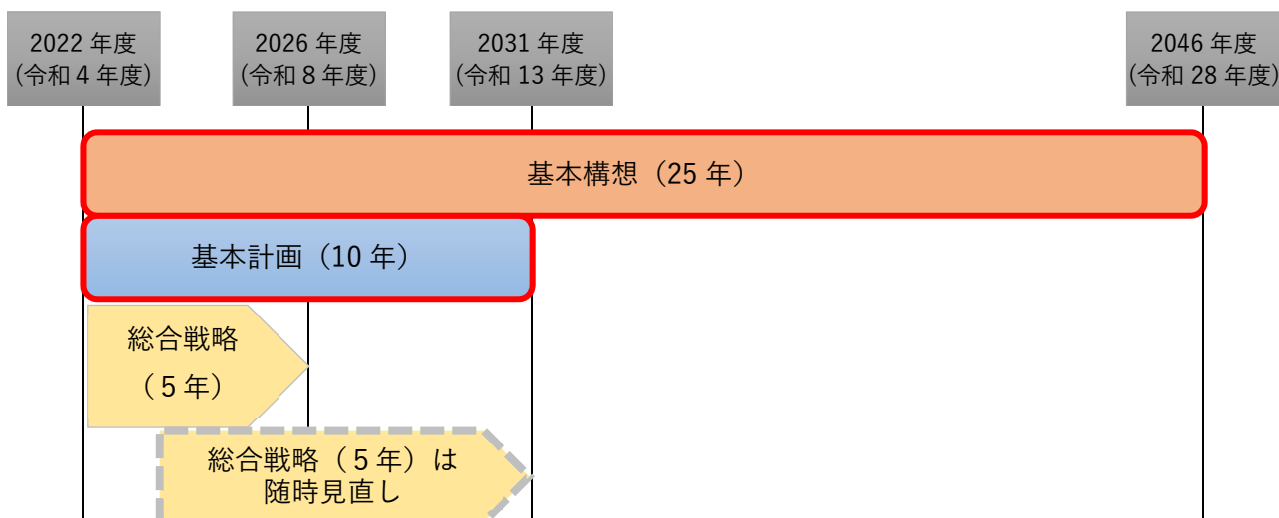 2022 年度
(令和 4 年度)
2026 年度
(令和 8 年度)
2031 年度
(令和 13 年度)
2046 年度
(令和 28 年度)
基本構想（25 年）
基本計画（10 年）
総合戦略
（ 5 年）
総合戦略（ 5 年）は
随時見直し